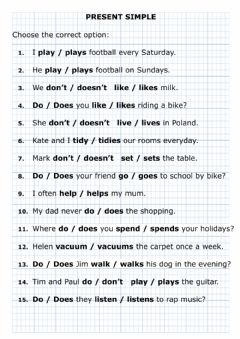 PRESENT SIMPLE
Choose the correct option:
1. I play / plays football every Saturday.
2. He play / plays football on Sundays.
3. We don't / doesn't like / likes milk.
4. Do / Does you like / likes riding a bike?
5. She don't / doesn't live / lives in Poland.
6. Kate and I tidy / tidies our rooms everyday.
7. Mark don't / doesn't set / sets the table.
8. Do / Does your friend go / goes to school by bike?
9. I often help / helps my mum.
10. My dad never do / does the shopping.
11. Where do / does you spend / spends your holidays?
12. Helen vacuum / vacuums the carpet once a week.
13. Do / Does Jim walk / walks his dog in the evening?
14. Tim and Paul do / don't play / plays the guitar.
15. Do / Does they listen / listens to rap music?